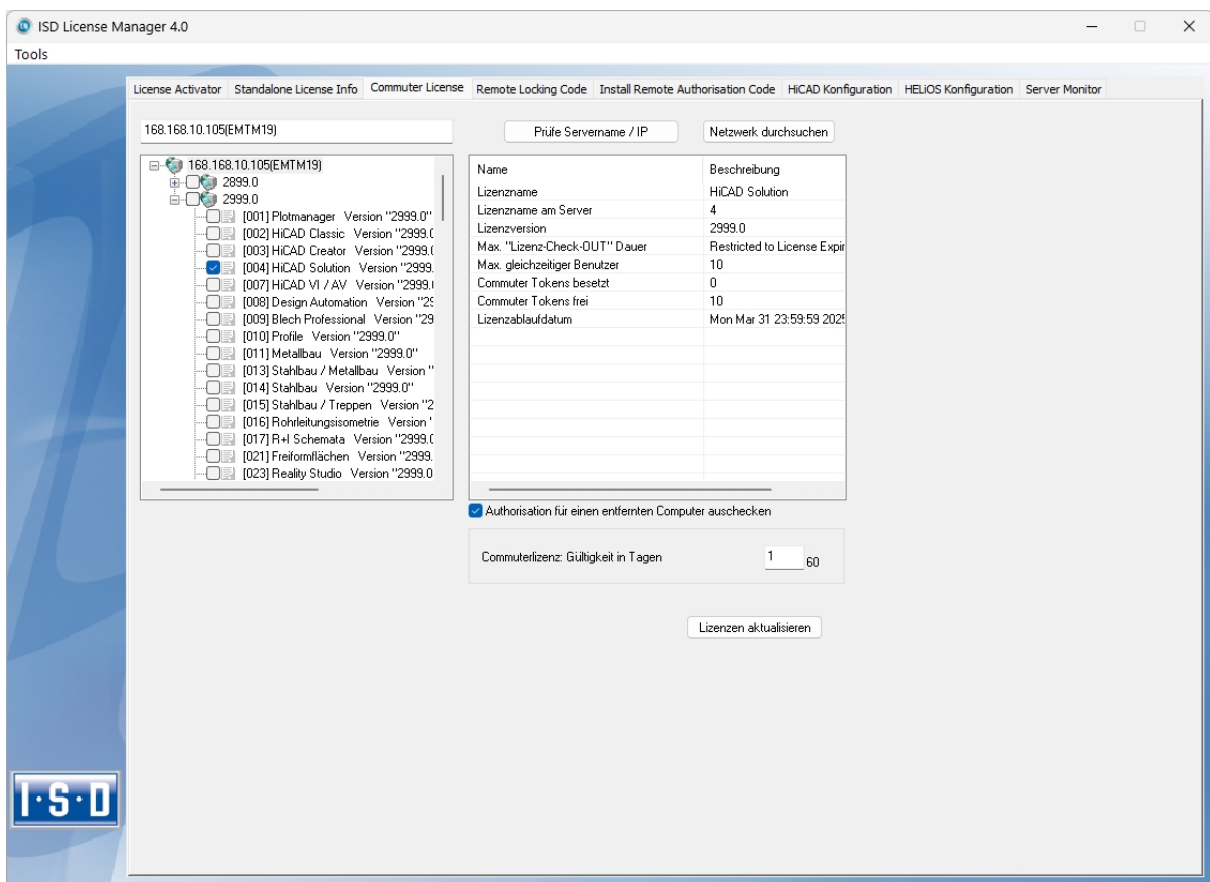 ISD License Manager 4.0
Tools
License Activator Standalone License Info Commuter License Remote Locking Code Install Remote Authorisation Code HiCAD Konfiguration HELiOS Konfiguration Server Monitor
168.168.10.105(EMTM19)
Prüfe Servername / IP
Netzwerk durchsuchen
168.168.10.105(EMTM19)
2899.0
2999.0
[001] Plotmanager Version "2999.0"
[002] HiCAD Classic Version "2999.0
[003] HiCAD Creator Version "2999.0
[004] HiCAD Solution Version "2999.
[007] HiCAD VI / AV Version "2999.
[008] Design Automation Version "29
[009] Blech Professional Version "29
[010] Profile Version "2999.0"
[011] Metallbau Version "2999.0"
[013] Stahlbau / Metallbau Version "
[014] Stahlbau Version "2999.0"
[015] Stahlbau / Treppen Version "2
[016] Rohrleitungsisometrie Version "
[017] R+I Schemata Version "2999.0
[021] Freiformflächen Version "2999.
[023] Reality Studio Version "2999.0
Name Beschreibung
Lizenzname HiCAD Solution
Lizenzname am Server 4
Lizenzversion 2999.0
Max. "Lizenz-Check-OUT" Dauer Restricted to License Expir
Max. gleichzeitiger Benutzer 10
Commuter Tokens besetzt 0
Commuter Tokens frei 10
Lizenzablaufdatum Mon Mar 31 23:59:59 2025
Authorisation für einen entfernten Computer auschecken
Commuterlizenz: Gültigkeit in Tagen 1 60
Lizenzen aktualisieren
I·S·D